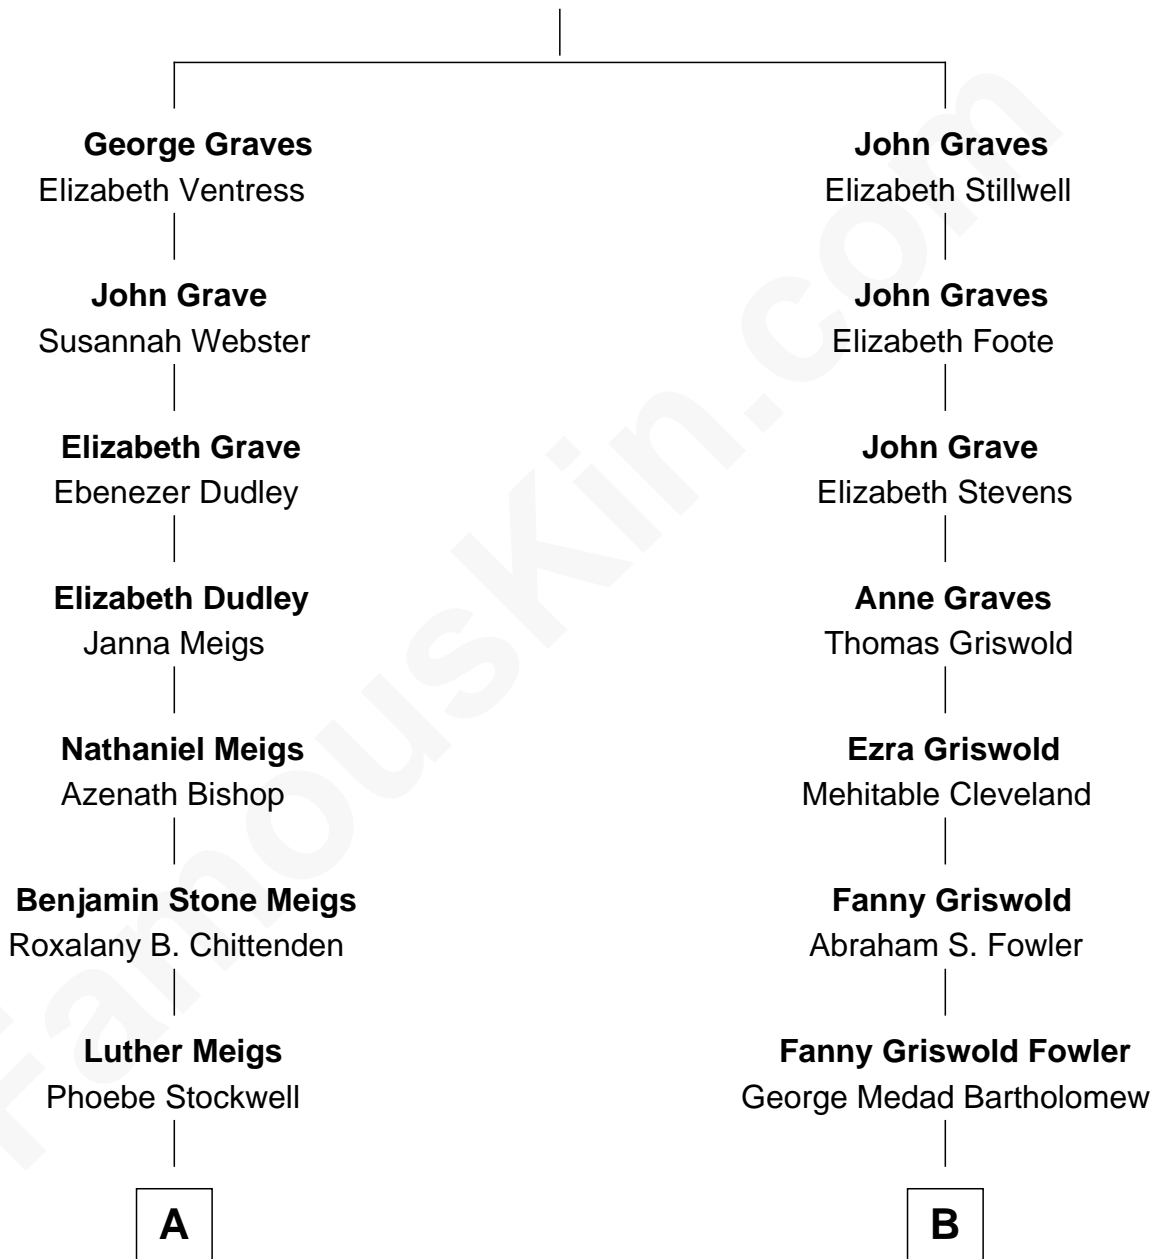 George Graves
Elizabeth Ventress
John Grave
Susannah Webster
Elizabeth Grave
Ebenezer Dudley
Elizabeth Dudley
Janna Meigs
Nathaniel Meigs
Azenath Bishop
Benjamin Stone Meigs
Roxalany B. Chittenden
Luther Meigs
Phoebe Stockwell
A
John Graves
Elizabeth Stillwell
John Graves
Elizabeth Foote
John Grave
Elizabeth Stevens
Anne Graves
Thomas Griswold
Ezra Griswold
Mehitable Cleveland
Fanny Griswold
Abraham S. Fowler
Fanny Griswold Fowler
George Medad Bartholomew
B
FamousKin.com